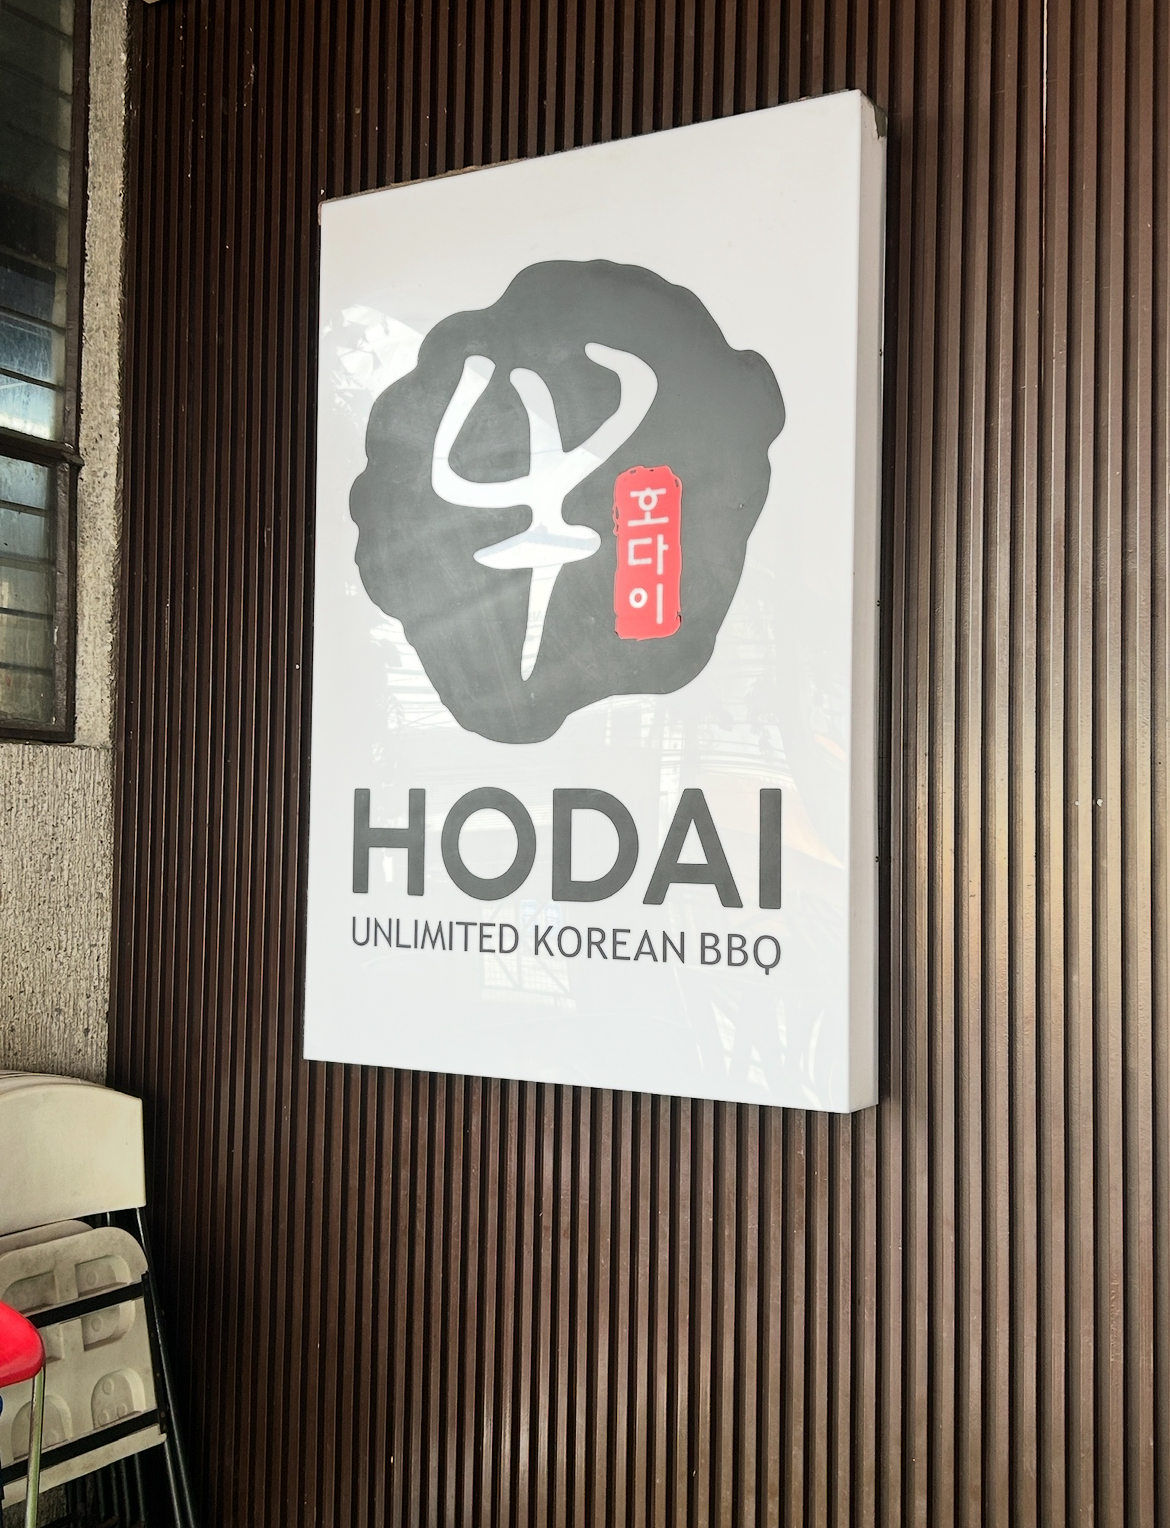 牛
호다이
HODAI
UNLIMITED KOREAN BBQ